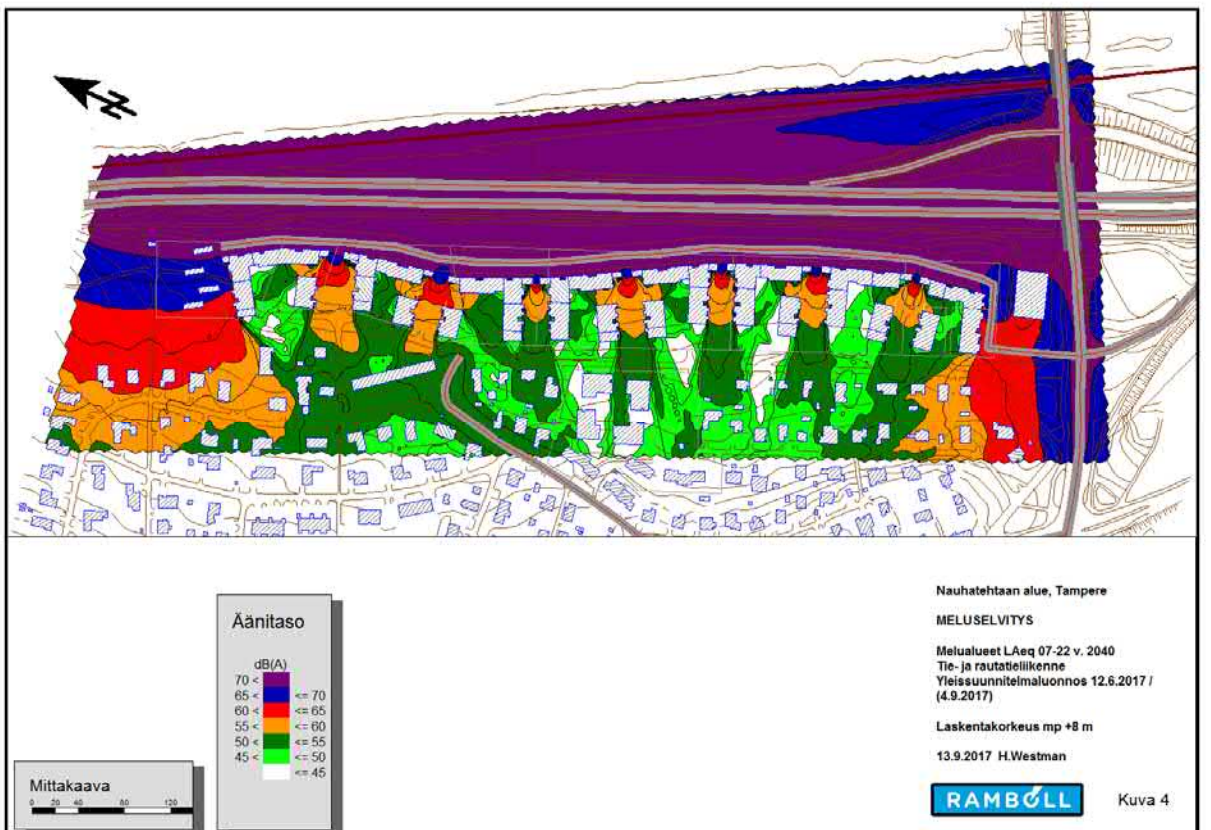 N
Äänitaso
dB(A)
70 <
65 < <= 70
60 < <= 65
55 < <= 60
50 < <= 55
45 < <= 50
<= 45
Mittakaava
0 20 40 80 120
Nauhatehtaan alue, Tampere
MELUSELVITYS
Melualueet LAeq 07-22 v. 2040
Tie- ja rautatieliikenne
Yleissuunnitelmaluonnos 12.6.2017 /
(4.9.2017)
Laskentakorkeus mp +8 m
13.9.2017 H.Westman
RAMBOLL
Kuva 4